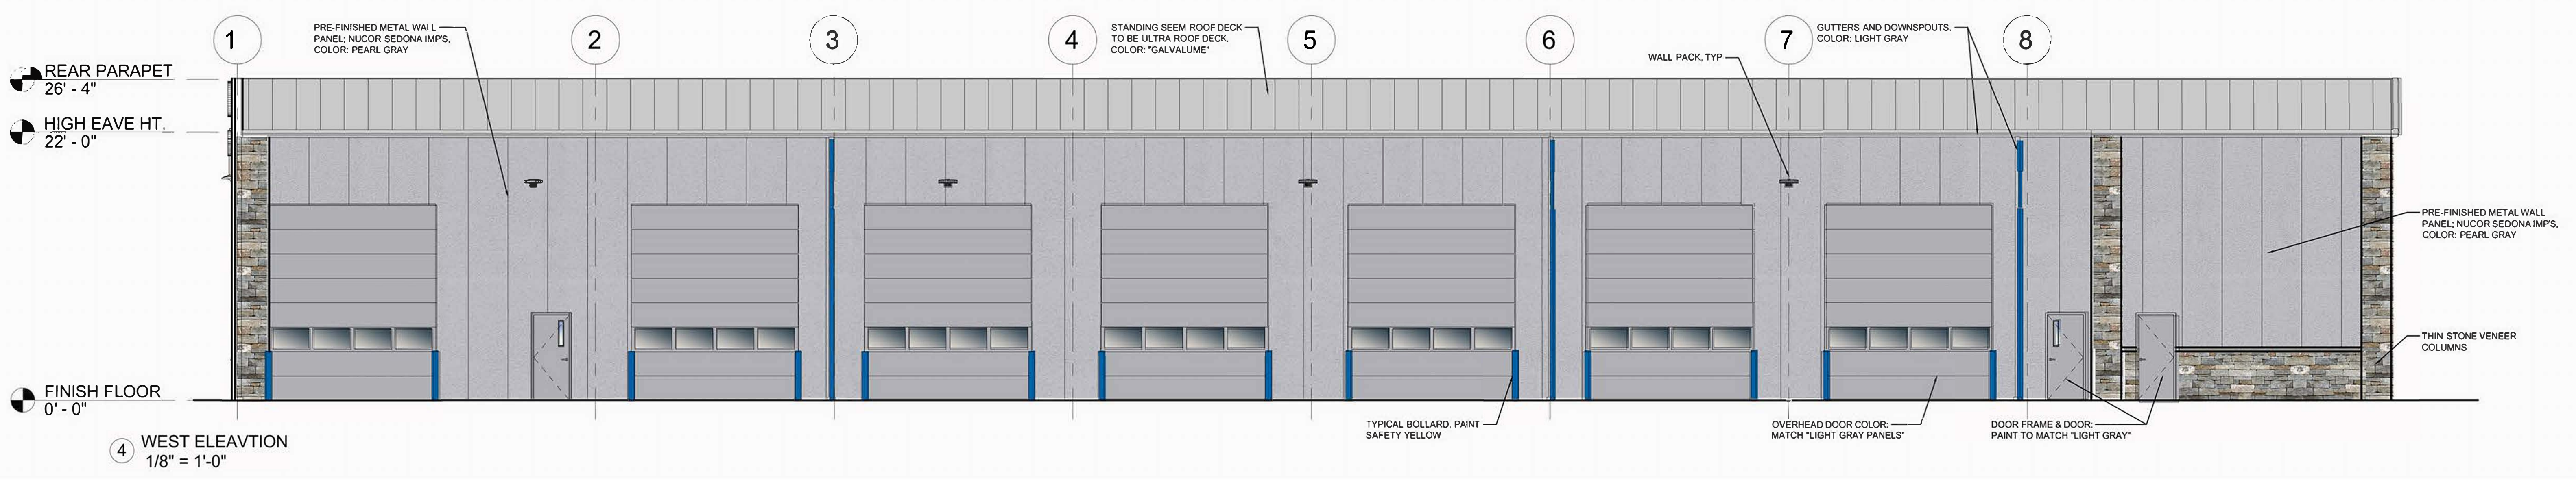 1
2
3
4
5
6
7
8
PRE-FINISHED METAL WALL
PANEL; NUCOR SEDONA IMP'S,
COLOR: PEARL GRAY
STANDING SEEM ROOF DECK
TO BE ULTRA ROOF DECK.
COLOR: "GALVALUME"
WALL PACK, TYP
GUTTERS AND DOWNSPOUTS.
COLOR: LIGHT GRAY
REAR PARAPET
26' - 4"
HIGH EAVE HT.
22' - 0"
PRE-FINISHED METAL WALL
PANEL; NUCOR SEDONA IMP'S,
COLOR: PEARL GRAY
THIN STONE VENEER
COLUMNS
FINISH FLOOR
0' - 0"
TYPICAL BOLLARD, PAINT
SAFETY YELLOW
OVERHEAD DOOR COLOR:
MATCH "LIGHT GRAY PANELS"
DOOR FRAME & DOOR:
PAINT TO MATCH "LIGHT GRAY"
4
WEST ELEAVTION
1/8" = 1'-0"